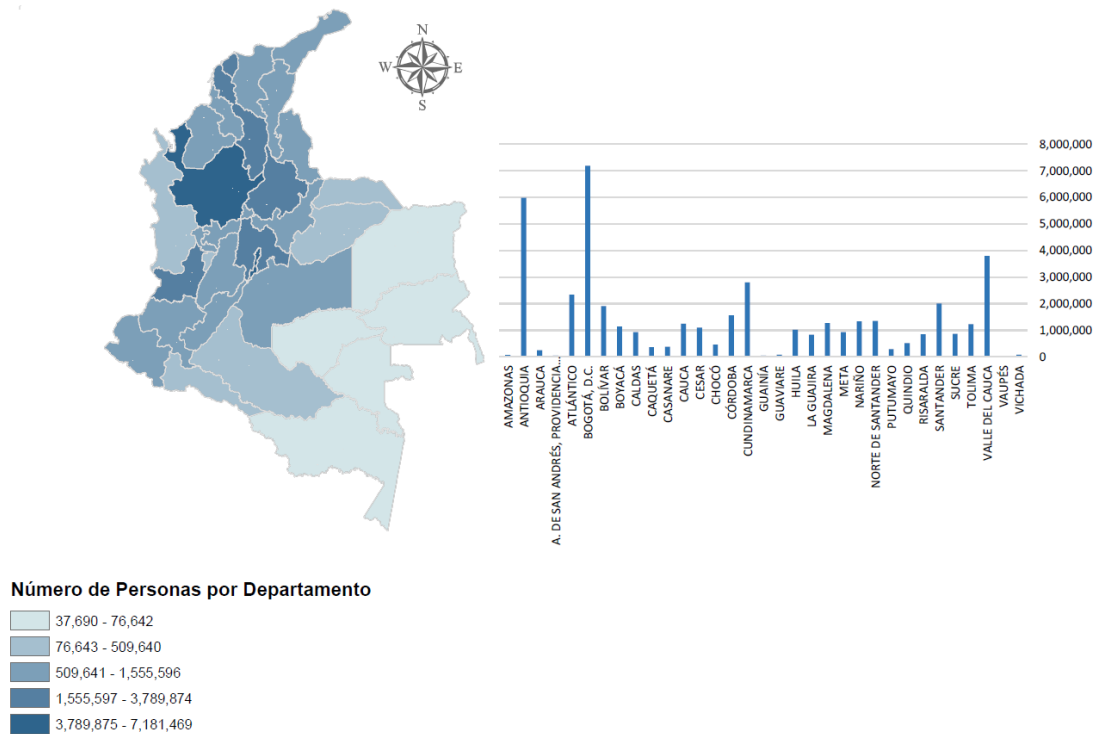 N
W
E
S
8,000,000
7,000,000
6,000,000
5,000,000
4,000,000
3,000,000
2,000,000
1,000,000
0
AMAZONAS
ANTIOQUIA
ARAUCA
A. DE SAN ANDRÉS, PROVIDENCIA…
ATLÁNTICO
BOGOTÁ, D.C.
BOLÍVAR
BOYACÁ
CALDAS
CAQUETÁ
CASANARE
CAUCA
CESAR
CHOCÓ
CÓRDOBA
CUNDINAMARCA
GUAINÍA
GUAVARE
HUILA
LA GUAJIRA
MAGDALENA
META
NARIÑO
NORTE DE SANTANDER
PUTUMAYO
QUINDIO
RISARALDA
SANTANDER
SUCRE
TOLIMA
VALLE DEL CAUCA
VAUPÉS
VICHADA
Número de Personas por Departamento
37,690 - 76,642
76,643 - 509,640
509,641 - 1,555,596
1,555,597 - 3,789,874
3,789,875 - 7,181,469